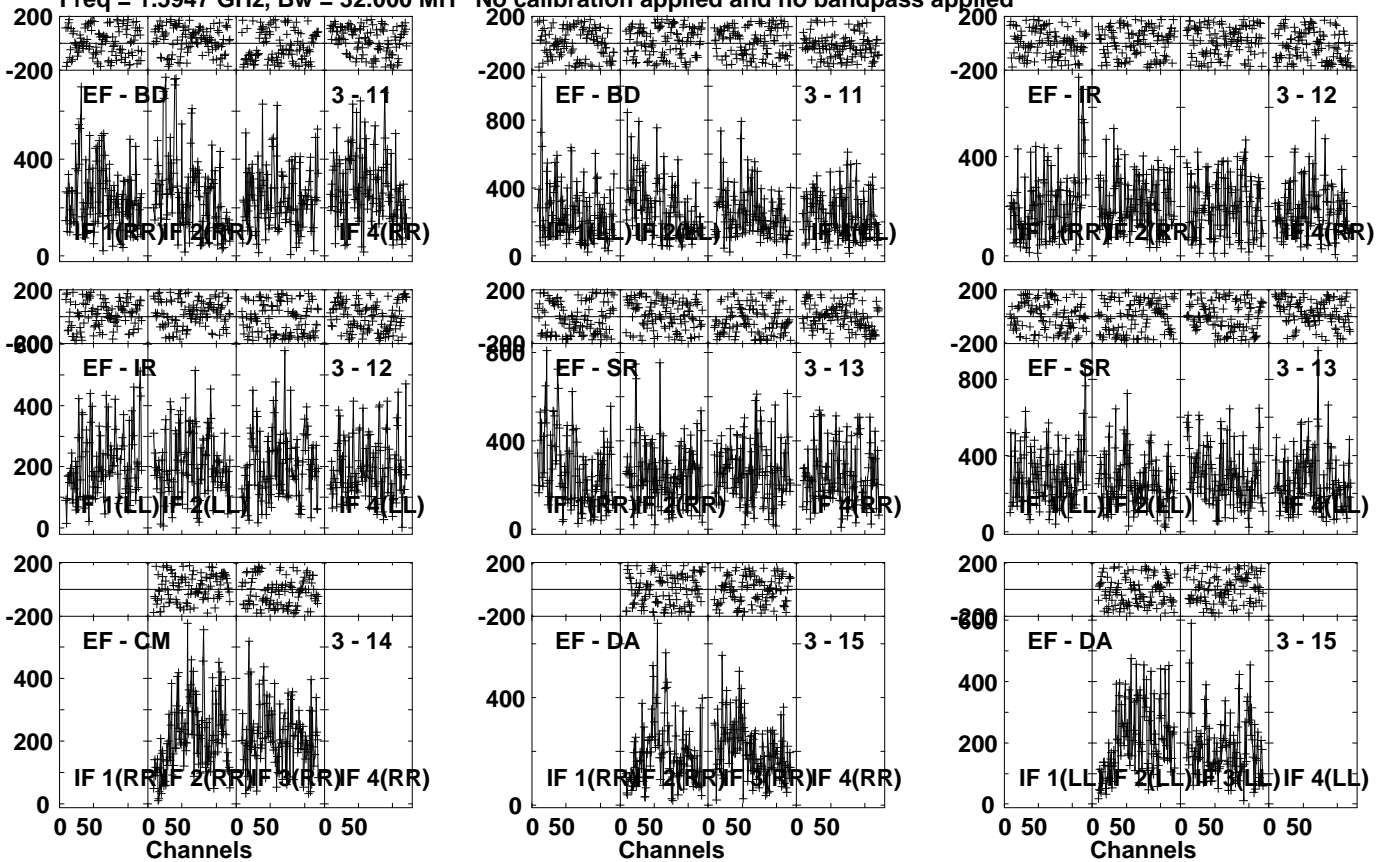 Freq = 1.5947 GHz, Bw = 32.000 MH No calibration applied and no bandpass applied
200 200 200
-200 -200 -200
EF - BD 3 - 11 EF - BD 3 - 11 EF - IR 3 - 12
800
400 400 400
IF 1(RR) IF 2(RR) IF 4(RR) IF 1(LL) IF 2(LL) IF 4(LL) IF 1(RR) IF 2(RR) IF 4(RR)
0 0 0
200 200 200
-200 -200 -200
600 800
EF - IR 3 - 12 EF - SR 3 - 13 EF - SR 3 - 13
800
400 400 400
200
IF 1(LL) IF 2(LL) IF 4(LL) IF 1(RR) IF 2(RR) IF 4(RR) IF 1(LL) IF 2(LL) IF 4(LL)
0 0 0
200 200 200
-200 -200 -200
600
EF - CM 3 - 14 EF - DA 3 - 15 EF - DA 3 - 15
400 400 400
200 200
IF 1(RR) IF 2(RR) IF 3(RR) IF 4(RR) IF 1(RR) IF 2(RR) IF 3(RR) IF 4(RR) IF 1(LL) IF 2(LL) IF 3(LL) IF 4(LL)
0 0 0
0 50 0 50 0 50 0 50 0 50 0 50 0 50 0 50 0 50 0 50 0 50 0 50
Channels Channels Channels